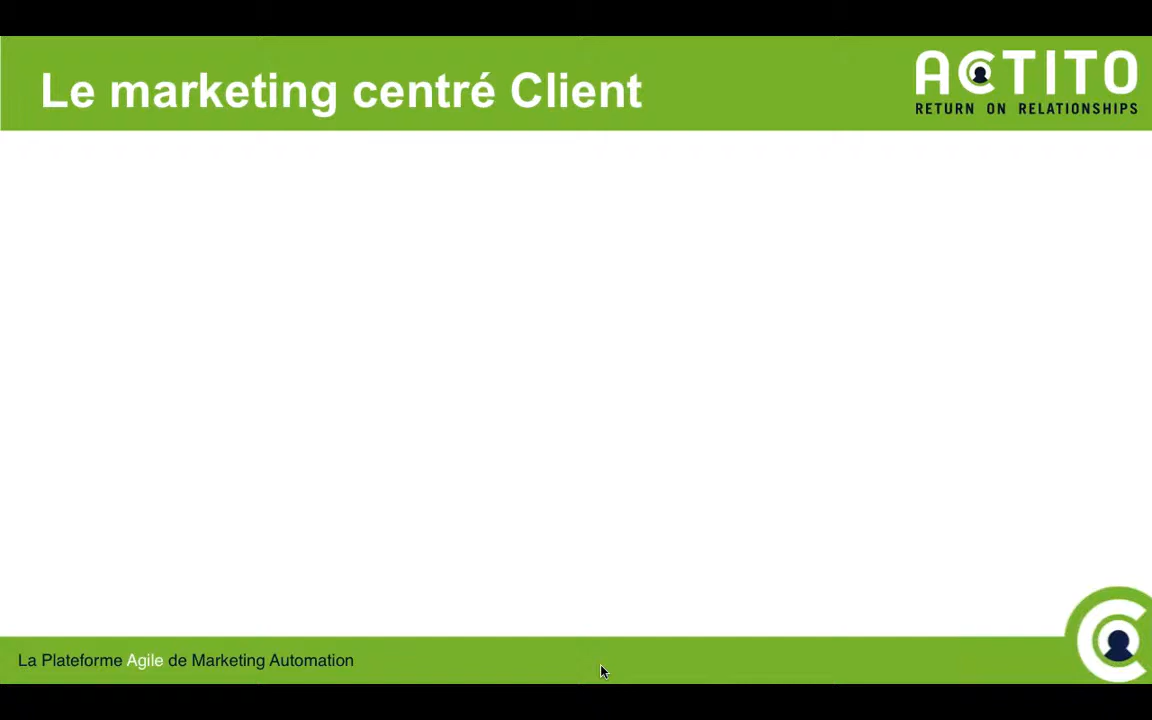 Le marketing centré Client
ACTITO
RETURN ON RELATIONSHIPS
La Plateforme Agile de Marketing Automation